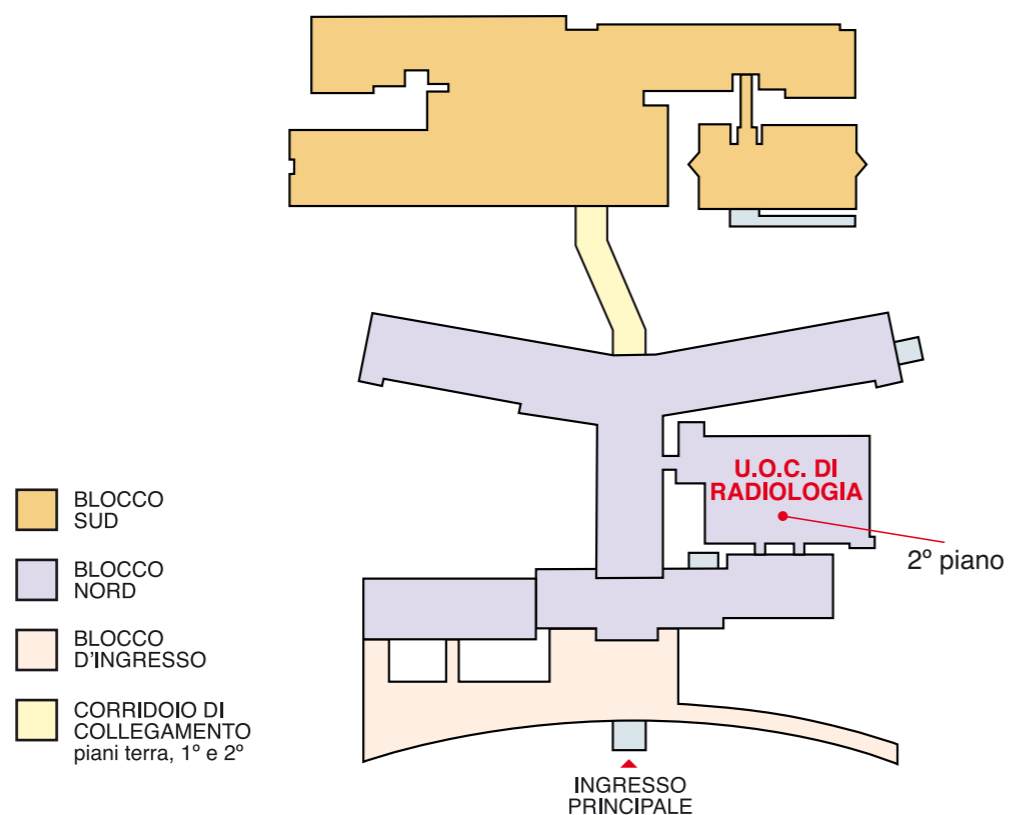 U.O.C. DI
RADIOLOGIA
2º piano
BLOCCO
SUD
BLOCCO
NORD
BLOCCO
D'INGRESSO
CORRIDOIO DI
COLLEGAMENTO
piani terra, 1º e 2º
INGRESSO
PRINCIPALE